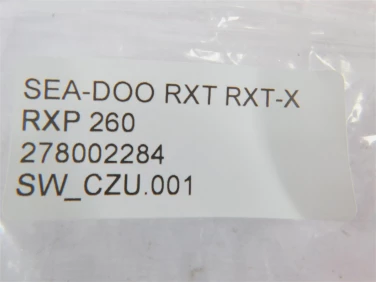 SEA-DOO RXT RXT-X
RXP 260
278002284
SW_CZU.001